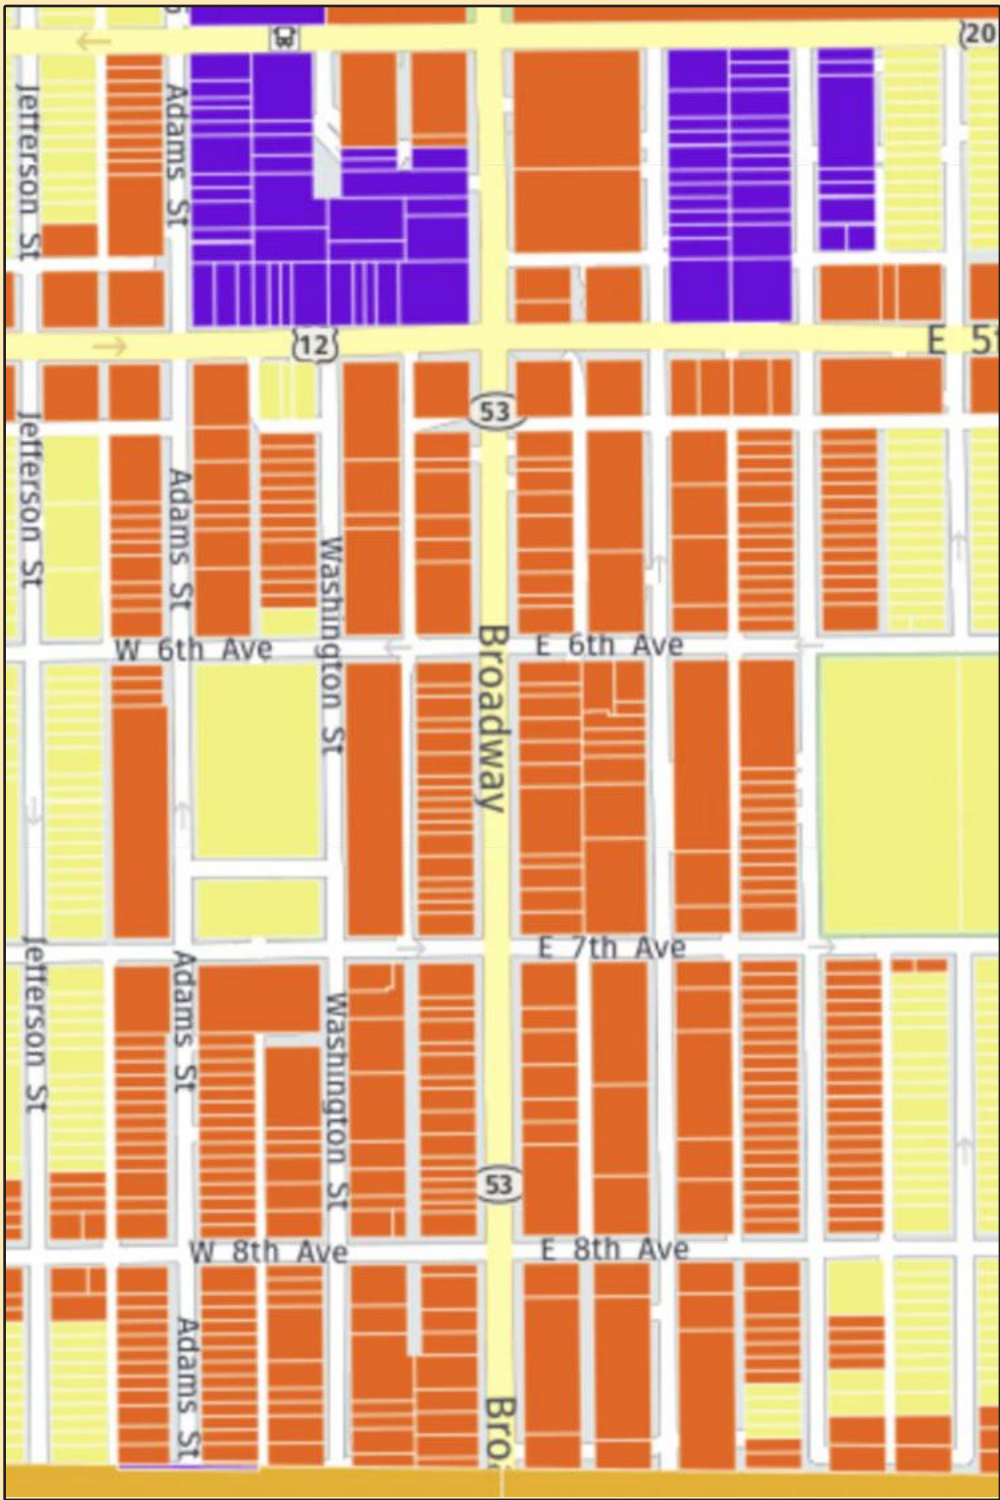 20
Jefferson St
Adams St
12
E 5
53
Jefferson St
Adams St
Washington St
W 6th Ave
E 6th Ave
Broadway
E 7th Ave
Jefferson St
Adams St
Washington St
53
W 8th Ave
E 8th Ave
Adams St
Bro